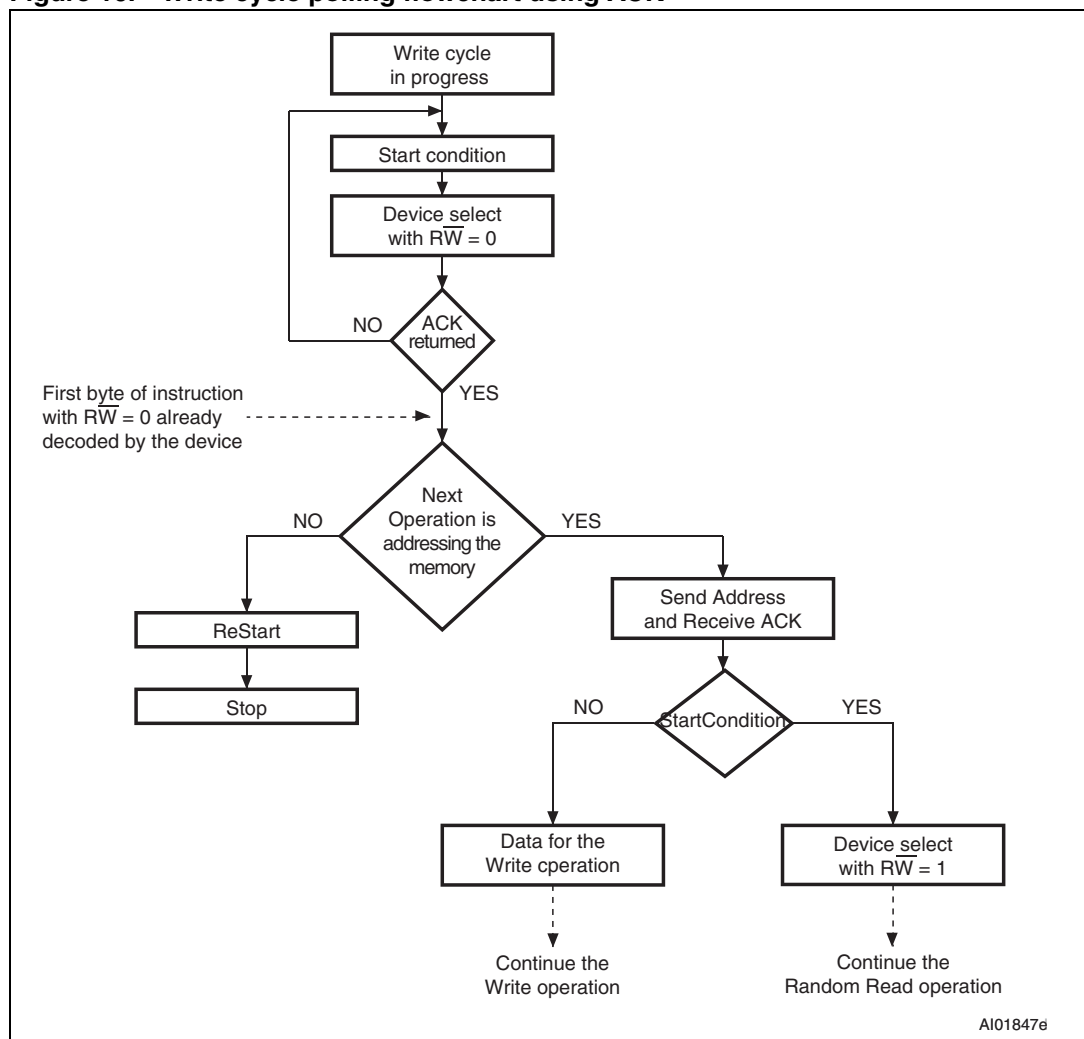 Write cycle
in progress
Start condition
Device select
with RW̅ = 0
NO
ACK
returned
YES
First byte of instruction
with RW̅ = 0 already
decoded by the device
NO
Next
Operation is
addressing the
memory
YES
Send Address
and Receive ACK
ReStart
Stop
NO
StartCondition
YES
Data for the
Write cperation
Device select
with RW̅ = 1
Continue the
Write operation
Continue the
Random Read operation
AI01847e